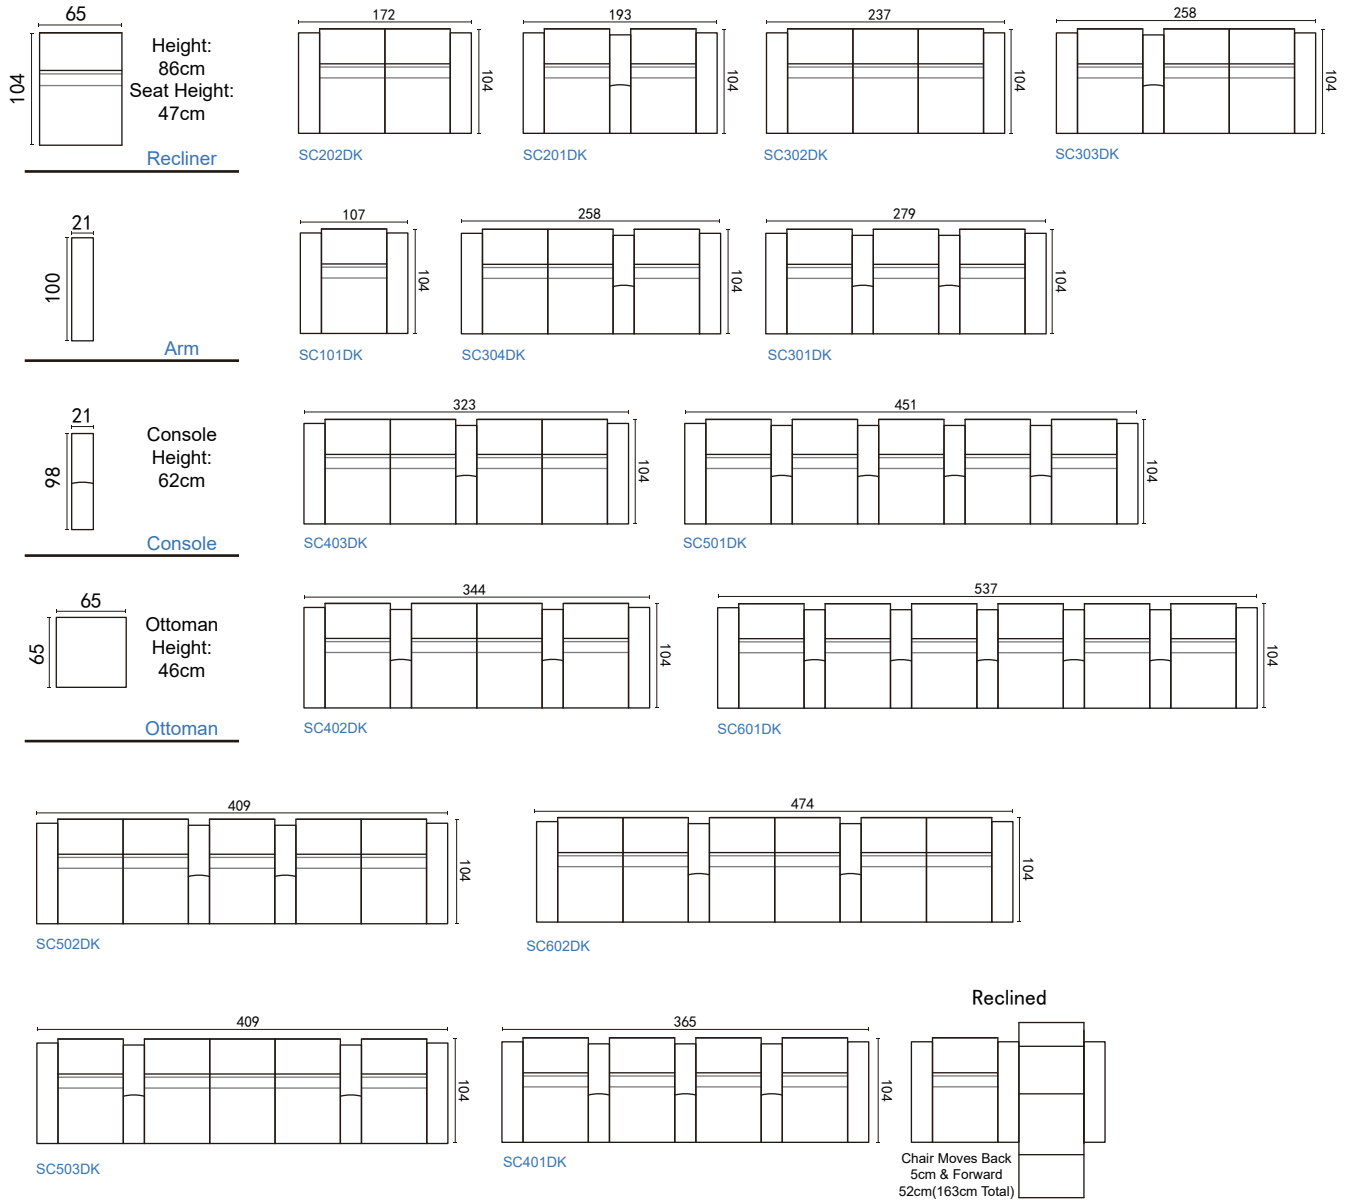 65
104
Height:
86cm
Seat Height:
47cm
Recliner
172
104
SC202DK
193
104
SC201DK
237
104
SC302DK
258
104
SC303DK
21
100
Arm
107
104
SC101DK
258
104
SC304DK
279
104
SC301DK
21
98
Console
Height:
62cm
Console
323
104
SC403DK
451
104
SC501DK
65
65
Ottoman
Height:
46cm
Ottoman
344
104
SC402DK
537
104
SC601DK
409
104
SC502DK
474
104
SC602DK
409
104
SC503DK
365
104
SC401DK
Reclined
Chair Moves Back
5cm & Forward
52cm(163cm Total)